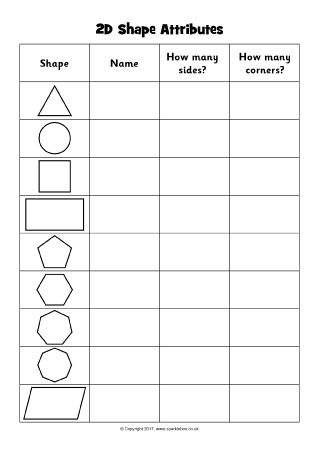 2D Shape Attributes
Shape
Name
How many
sides?
How many
corners?
© Copyright 2017, www.sparklebox.co.uk